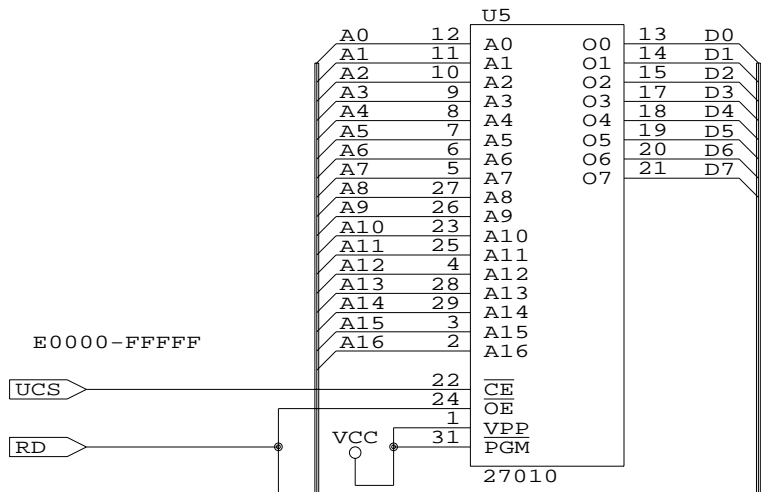 U5
A0 12 A0 O0 13 D0
A1 11 A1 O1 14 D1
A2 10 A2 O2 15 D2
A3 9 A3 O3 17 D3
A4 8 A4 O4 18 D4
A5 7 A5 O5 19 D5
A6 6 A6 O6 20 D6
A7 5 A7 O7 21 D7
A8 27 A8
A9 26 A9
A10 23 A10
A11 25 A11
A12 4 A12
A13 28 A13
A14 29 A14
A15 3 A15
A16 2 A16
E0000-FFFFF
UCS 22 CE
24 OE
1 VPP
RD VCC 31 PGM
27010